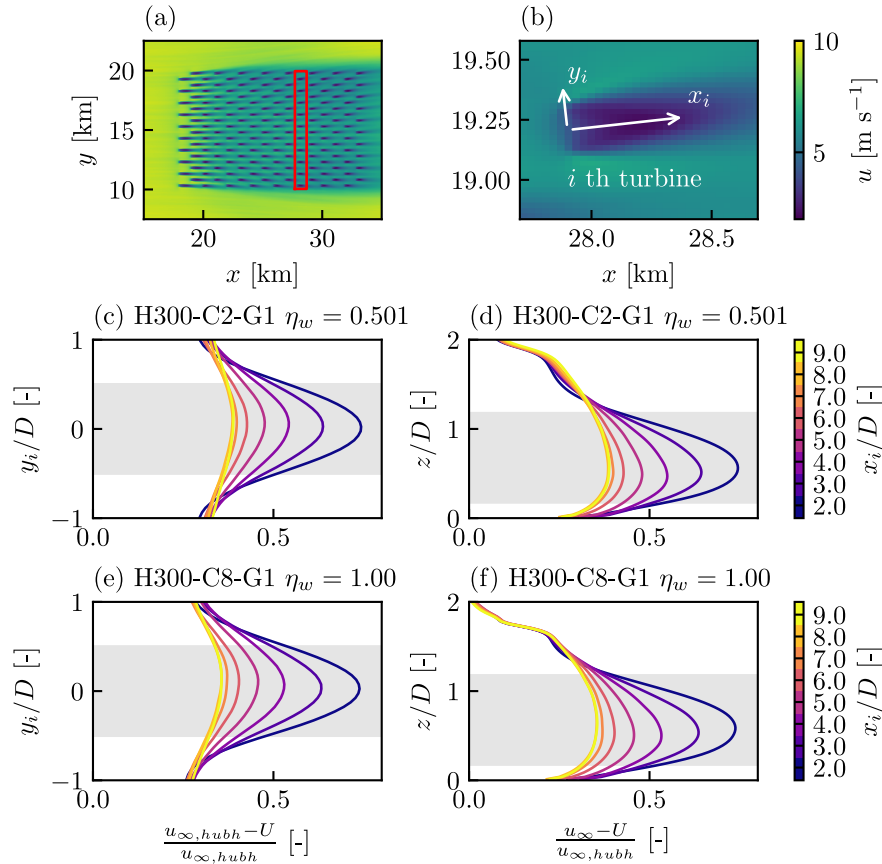 (a)
(b)
20
15
10
y [km]
20
30
x [km]
19.50
19.25
19.00
y_i
x_i
i th turbine
28.0
28.5
x [km]
10
5
u [m s⁻¹]
(c) H300-C2-G1 η_w = 0.501
(d) H300-C2-G1 η_w = 0.501
1
0
−1
y_i/D [-]
0.0
0.5
2
1
0
z/D [-]
0.0
0.5
9.0
8.0
7.0
6.0
5.0
4.0
3.0
2.0
x_i/D [-]
(e) H300-C8-G1 η_w = 1.00
(f) H300-C8-G1 η_w = 1.00
1
0
−1
y_i/D [-]
0.0
0.5
u_{∞,hubh}−U
u_{∞,hubh}
[-]
2
1
0
z/D [-]
0.0
0.5
u_∞−U
u_{∞,hubh}
[-]
9.0
8.0
7.0
6.0
5.0
4.0
3.0
2.0
x_i/D [-]